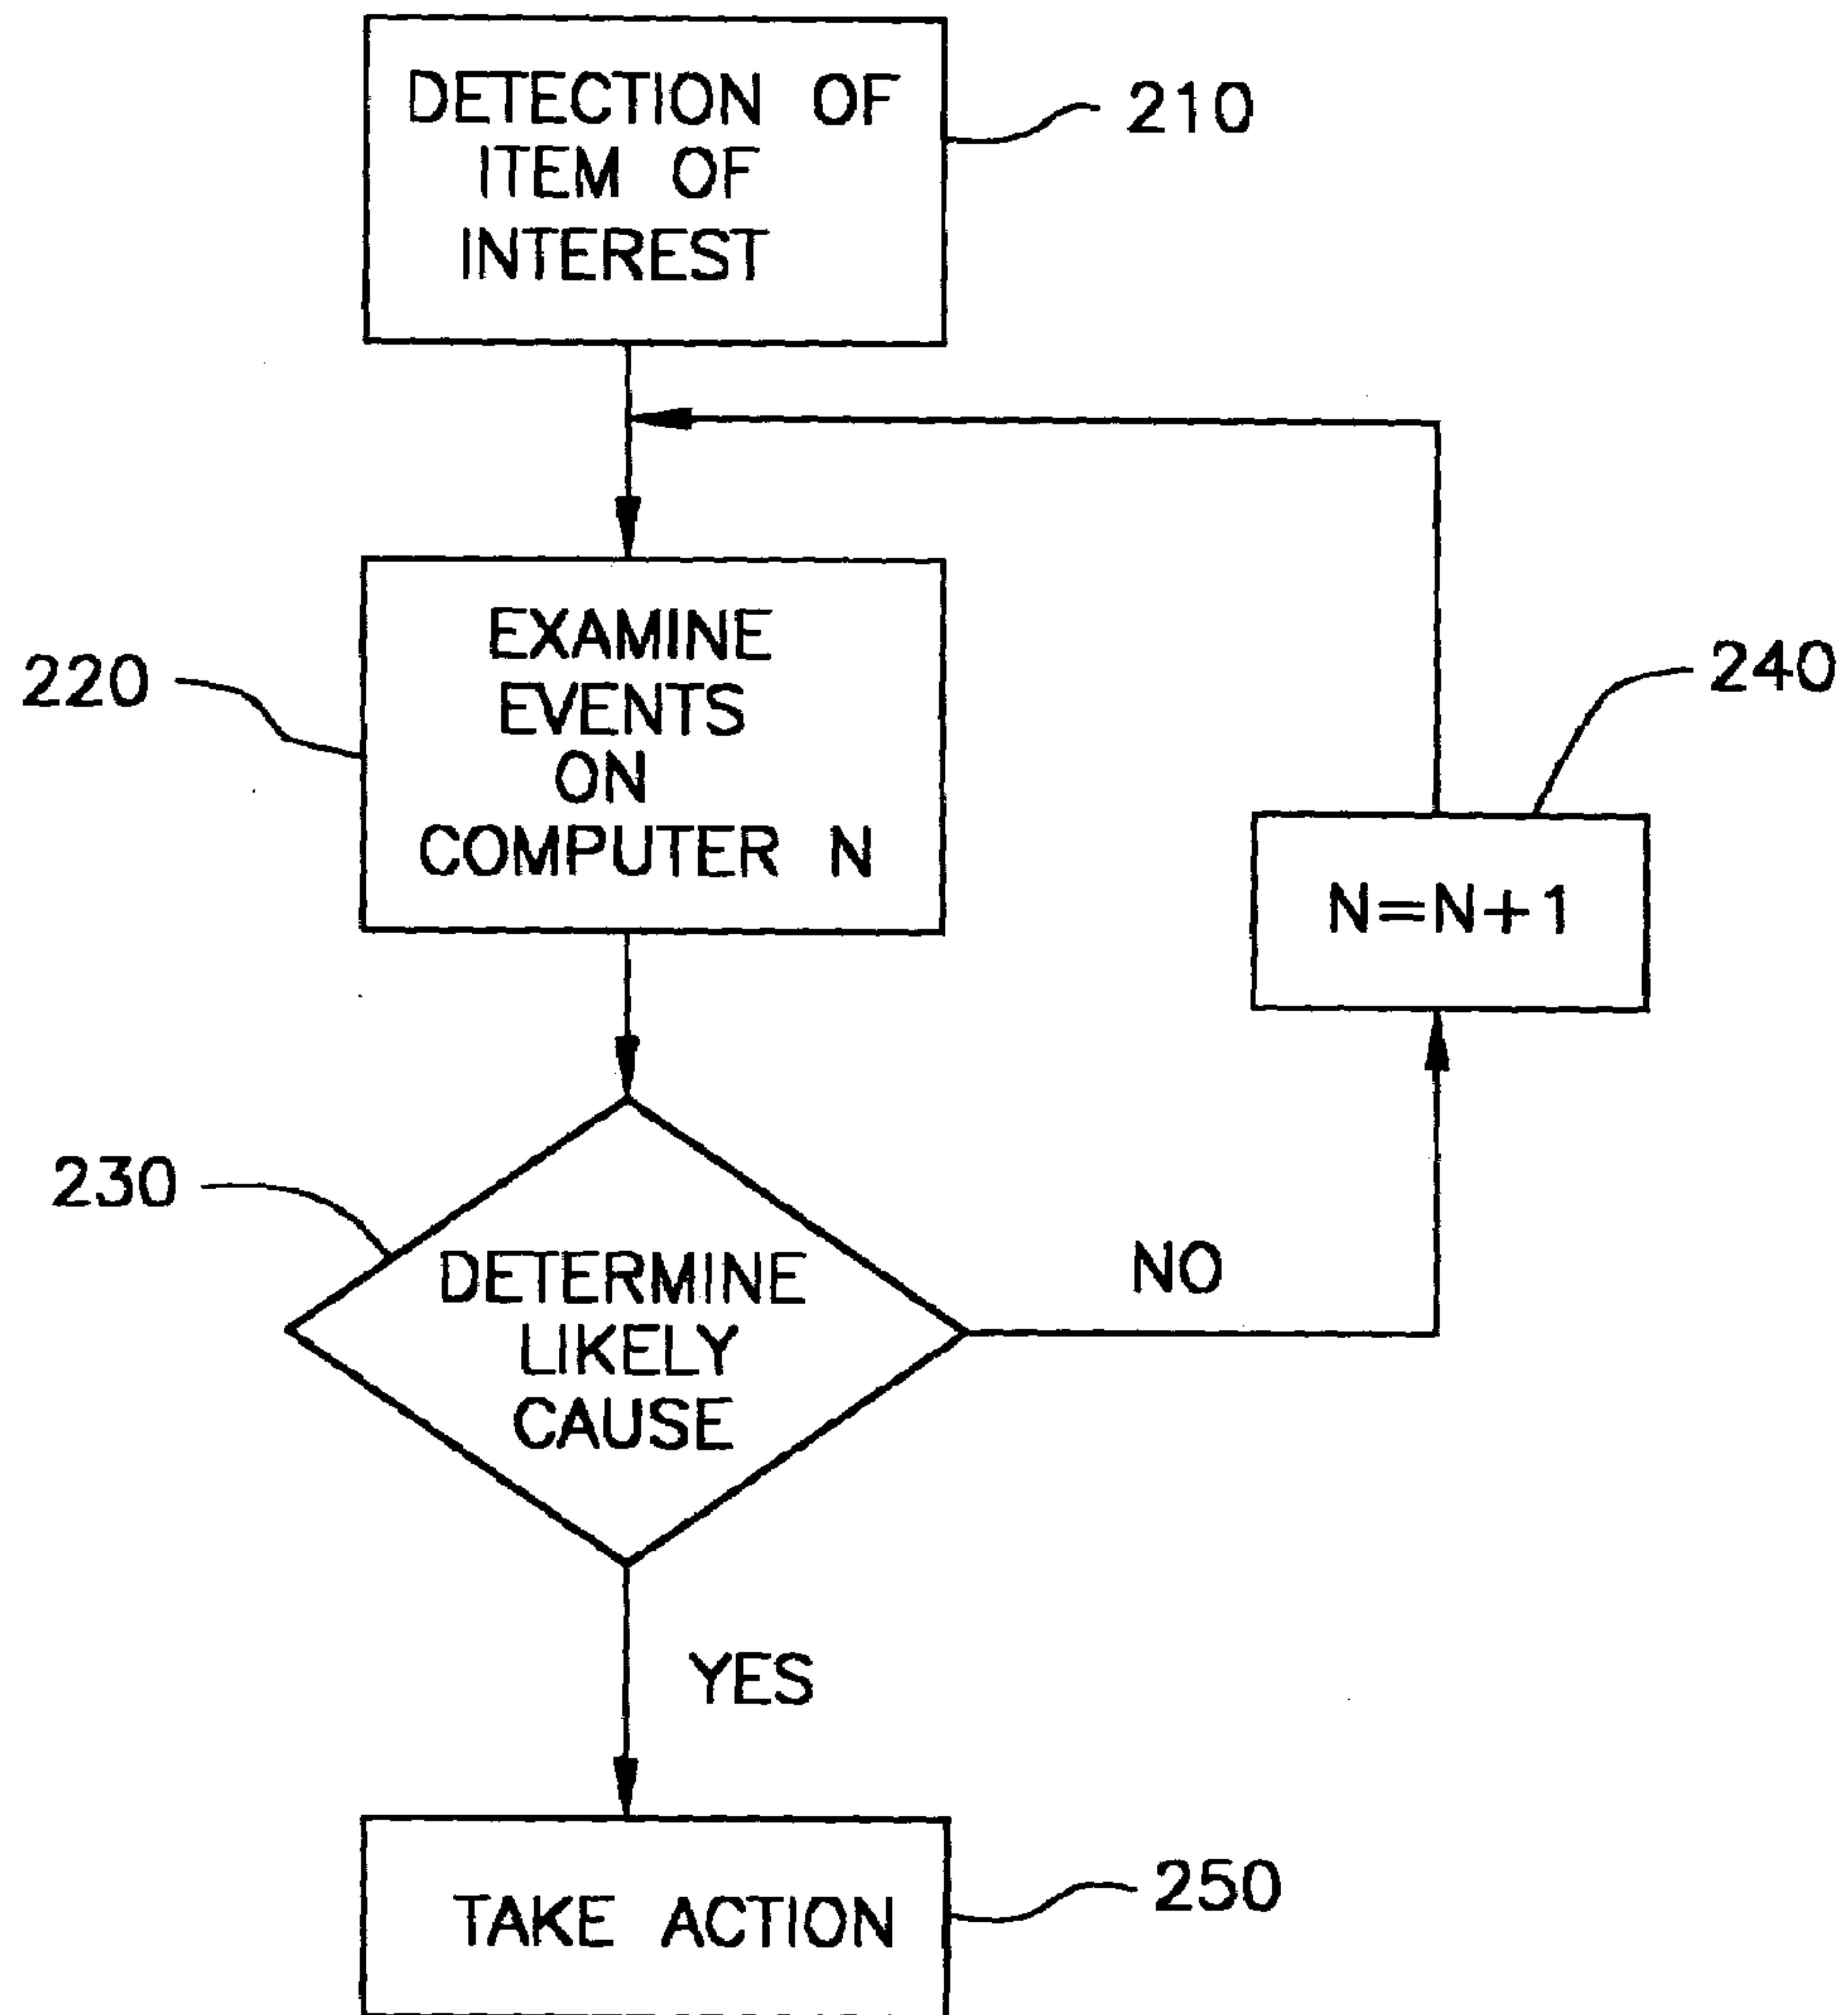 DETECTION OF
ITEM OF
INTEREST
210
EXAMINE
EVENTS
ON
COMPUTER N
220
240
N=N+1
230
DETERMINE
LIKELY
CAUSE
NO
YES
TAKE ACTION
250